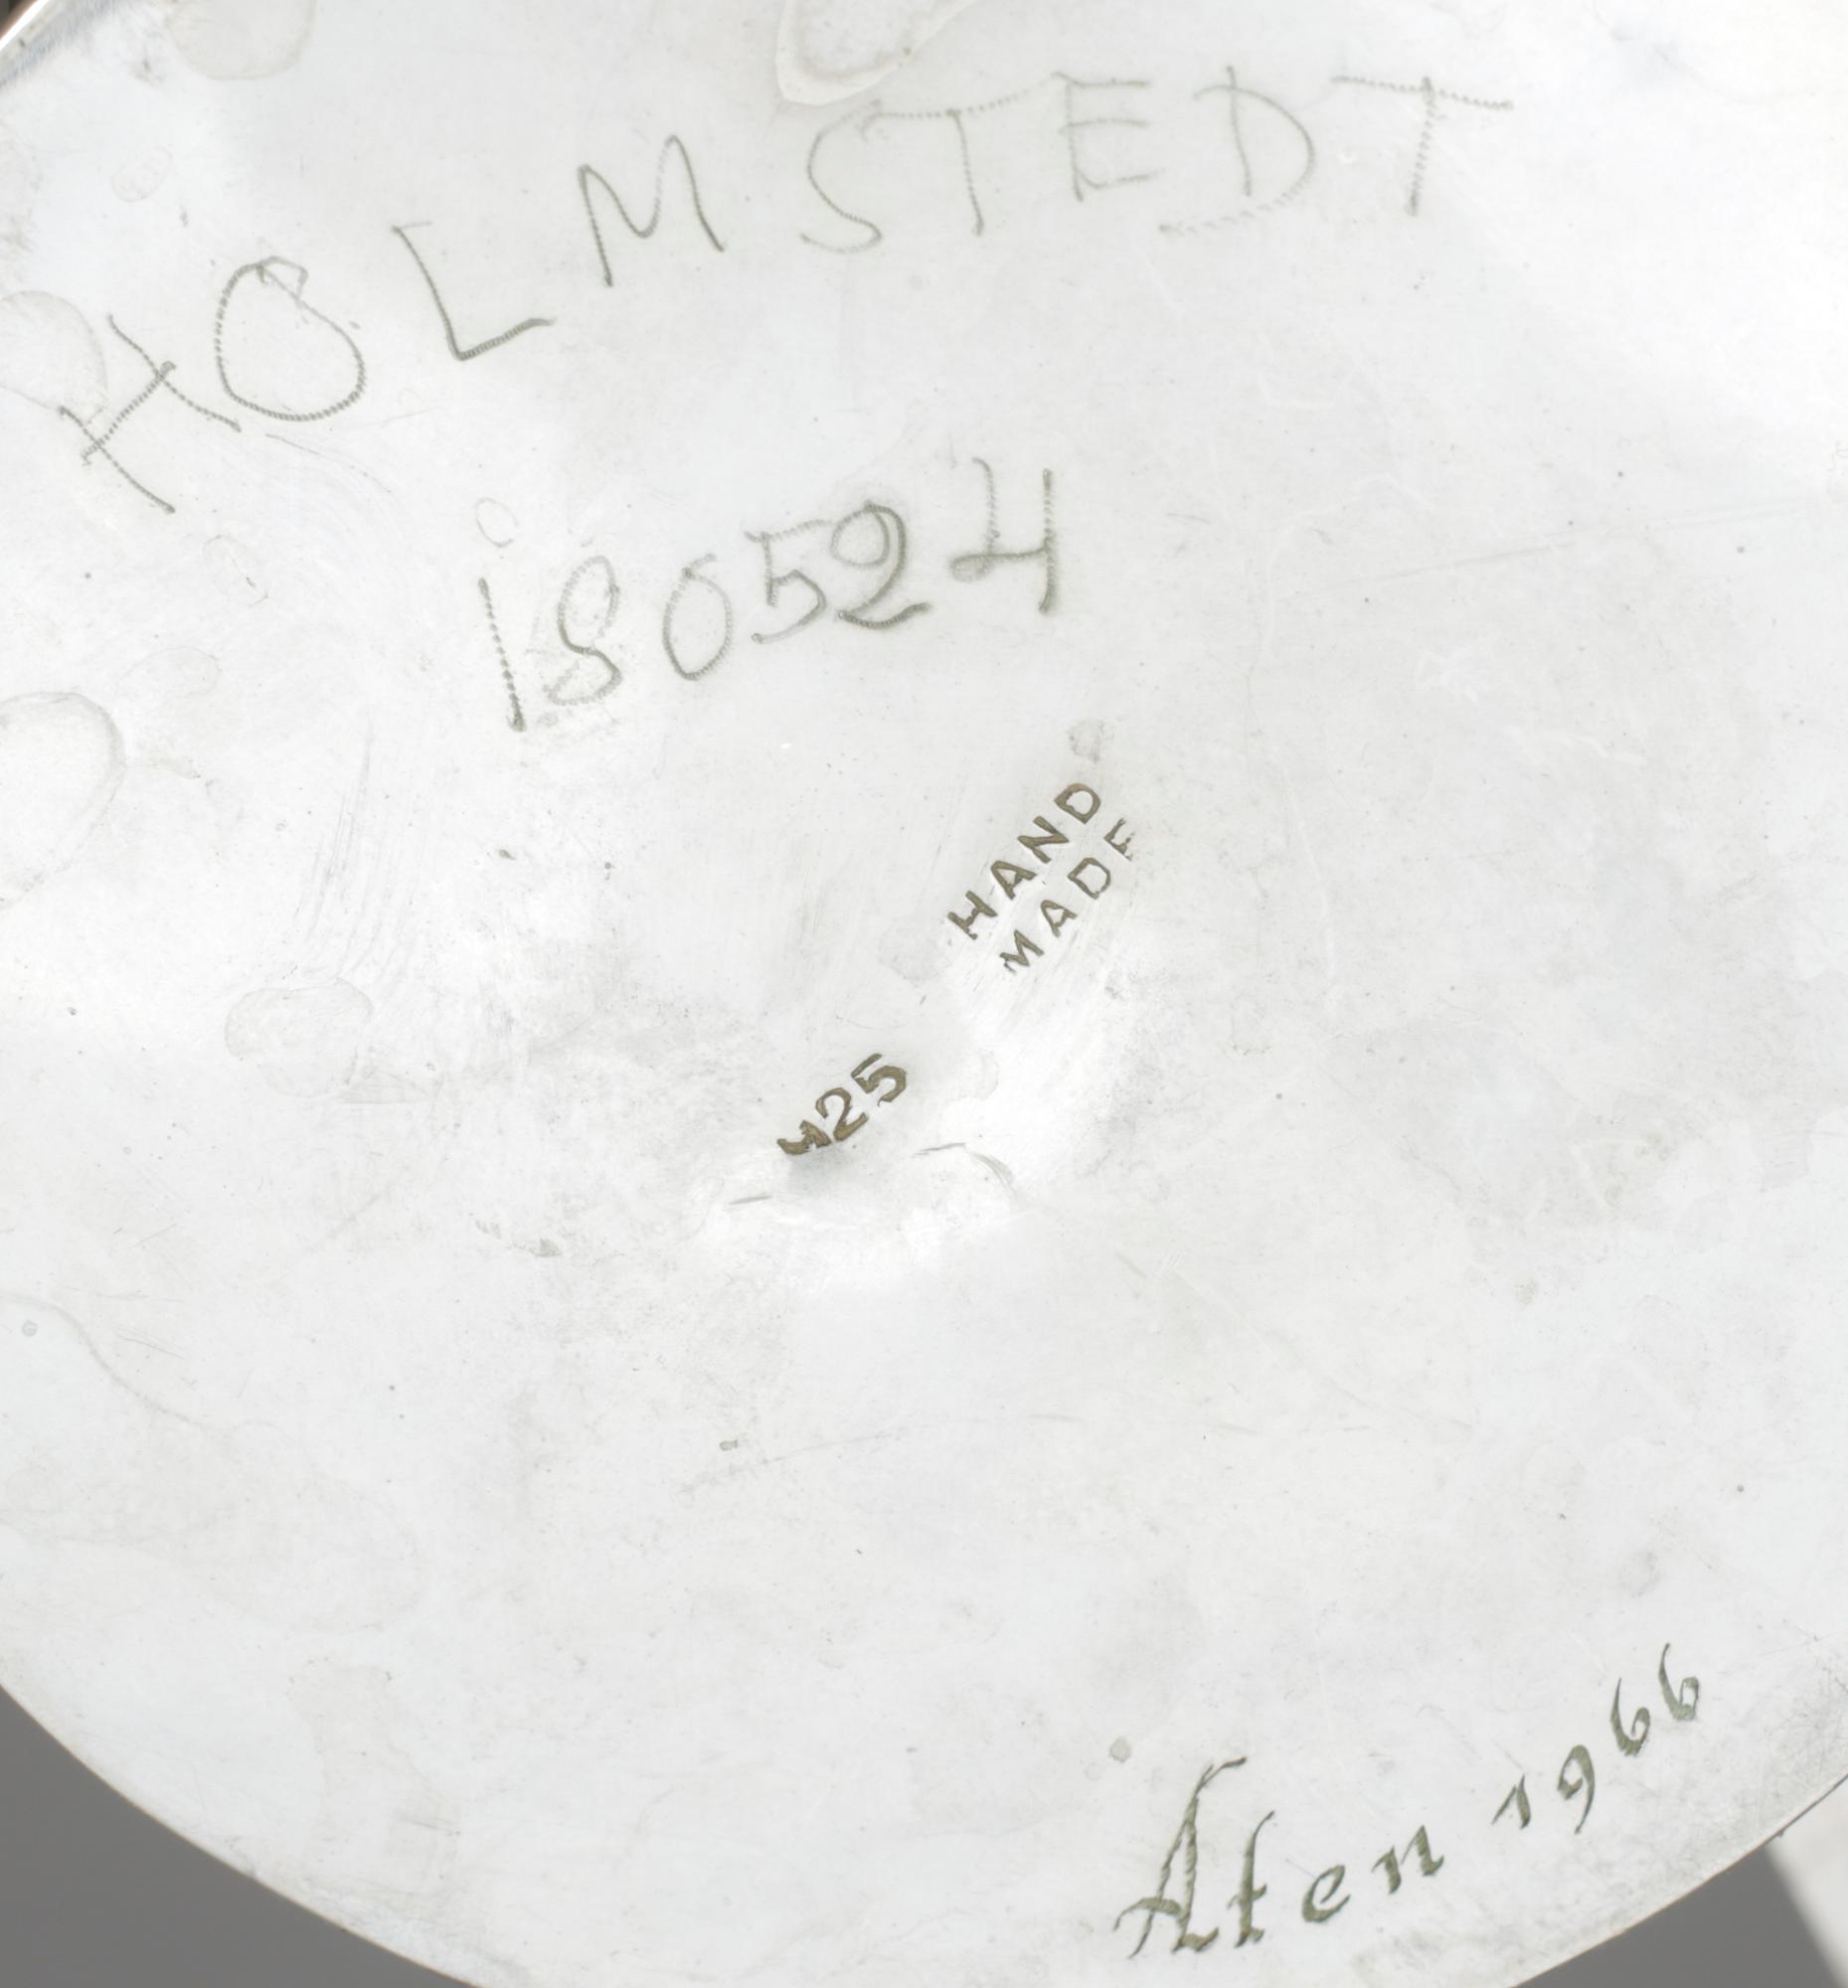 HOLMSTEDT
180524
HAND
MADE
925
Aten 1966